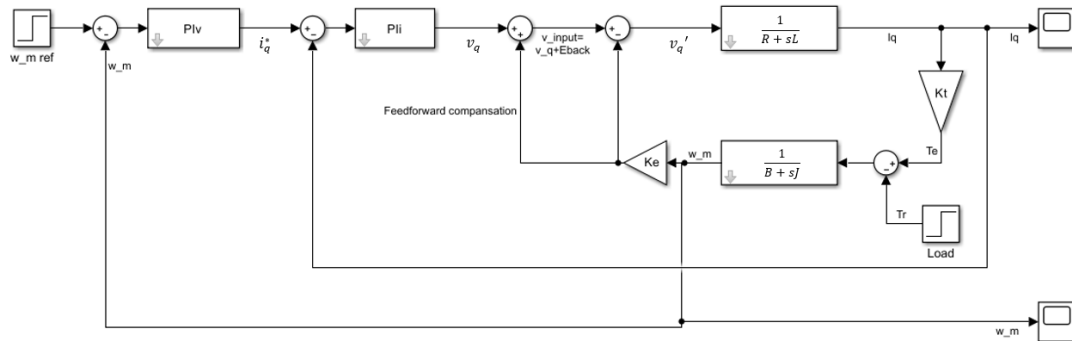 +
-
w_m ref
w_m
PIv
i_q^*
+
-
PIi
v_q
+
+
v_input=
v_q+Eback
+
-
v_q'
1
R + sL
Iq
Iq
Kt
Feedforward compansation
Te
Ke
w_m
1
B + sJ
+
-
Tr
Load
w_m